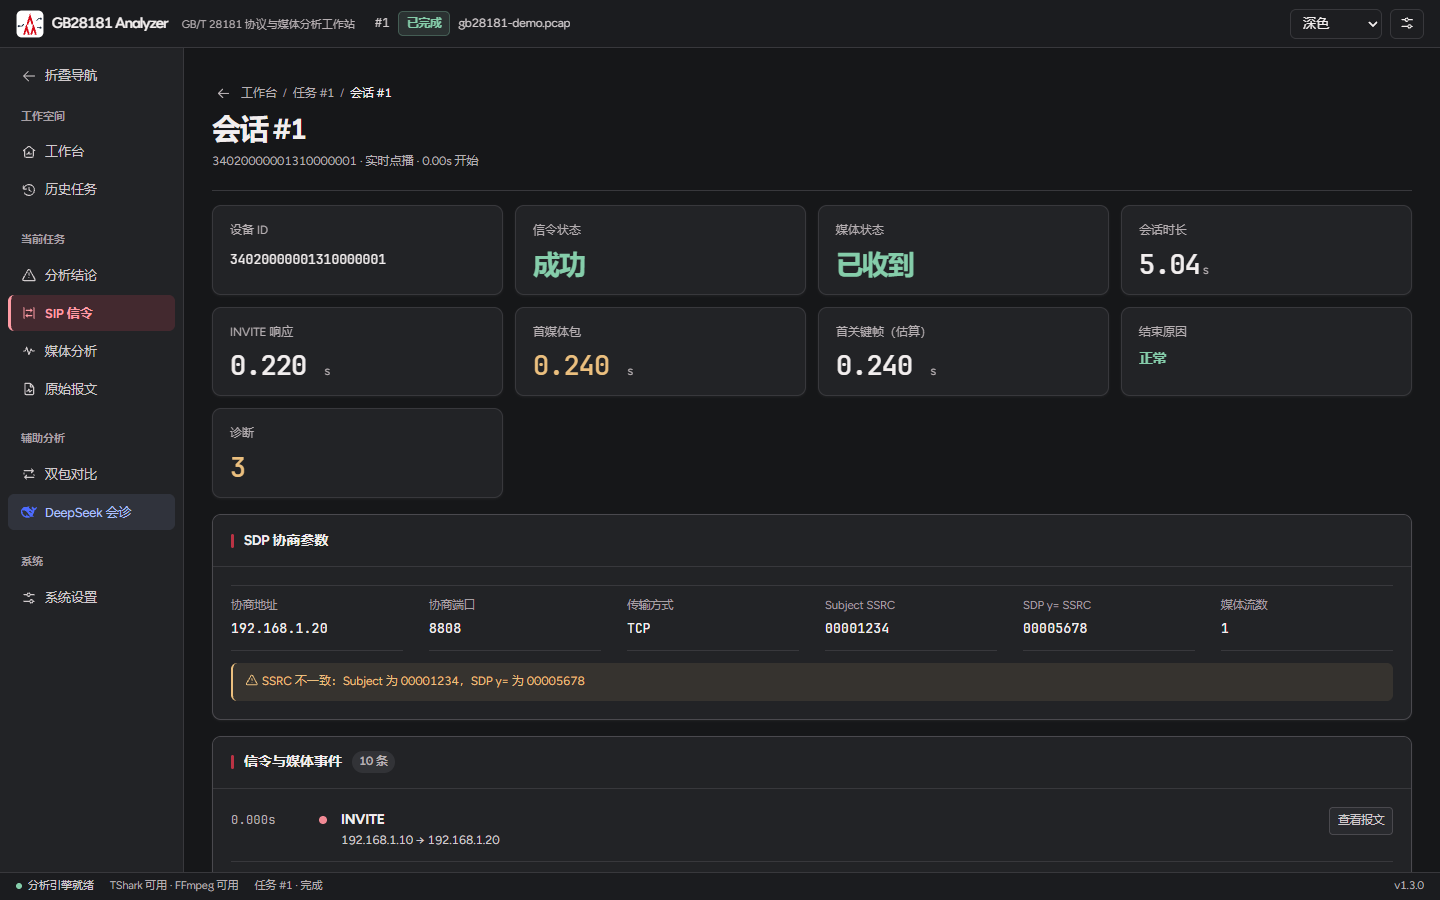 GB28181 Analyzer GB/T 28181 协议与媒体分析工作站 #1 已完成 gb28181-demo.pcap 深色
折叠导航
工作空间
工作台
历史任务
当前任务
分析结论
SIP 信令
媒体分析
原始报文
辅助分析
双包对比
DeepSeek 会诊
系统
系统设置
工作台 / 任务 #1 / 会话 #1
会话 #1
34020000001310000001 · 实时点播 · 0.00s 开始
设备 ID
34020000001310000001
信令状态
成功
媒体状态
已收到
会话时长
5.04 s
INVITE 响应
0.220 s
首媒体包
0.240 s
首关键帧（估算）
0.240 s
结束原因
正常
诊断
3
SDP 协商参数
协商地址
192.168.1.20
协商端口
8808
传输方式
TCP
Subject SSRC
00001234
SDP y= SSRC
00005678
媒体流数
1
SSRC 不一致：Subject 为 00001234，SDP y= 为 00005678
信令与媒体事件 10 条
0.000s INVITE 查看报文
192.168.1.10 → 192.168.1.20
分析引擎就绪 TShark 可用 · FFmpeg 可用 任务 #1 · 完成 v1.3.0